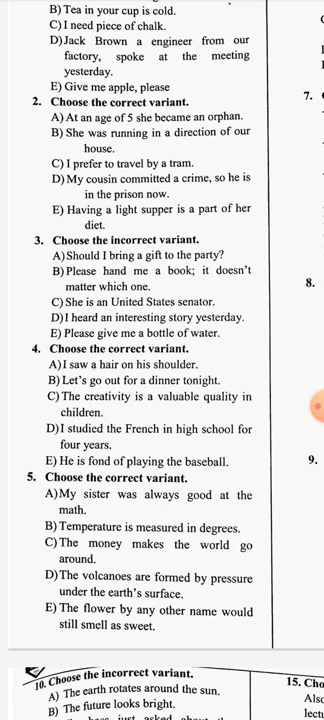 B) Tea in your cup is cold.
C) I need piece of chalk.
D) Jack Brown a engineer from our
factory, spoke at the meeting
yesterday.
E) Give me apple, please
2. Choose the correct variant.
A) At an age of 5 she became an orphan.
B) She was running in a direction of our
house.
C) I prefer to travel by a tram.
D) My cousin committed a crime, so he is
in the prison now.
E) Having a light supper is a part of her
diet.
3. Choose the incorrect variant.
A) Should I bring a gift to the party?
B) Please hand me a book; it doesn't
matter which one.
C) She is an United States senator.
D) I heard an interesting story yesterday.
E) Please give me a bottle of water.
4. Choose the correct variant.
A) I saw a hair on his shoulder.
B) Let's go out for a dinner tonight.
C) The creativity is a valuable quality in
children.
D) I studied the French in high school for
four years.
E) He is fond of playing the baseball.
5. Choose the correct variant.
A) My sister was always good at the
math.
B) Temperature is measured in degrees.
C) The money makes the world go
around.
D) The volcanoes are formed by pressure
under the earth's surface.
E) The flower by any other name would
still smell as sweet.
7.
8.
9.
10. Choose the incorrect variant.
A) The earth rotates around the sun.
B) The future looks bright.
just asked about
15. Cho
Also
lect